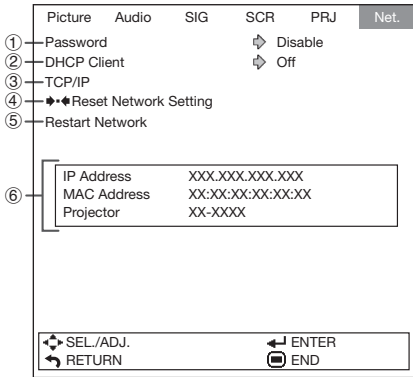 Picture Audio SIG SCR PRJ Net.
① Password Disable
② DHCP Client Off
③ TCP/IP
④ Reset Network Setting
⑤ Restart Network
⑥
IP Address XXX.XXX.XXX.XXX
MAC Address XX:XX:XX:XX:XX:XX
Projector XX-XXXX
SEL./ADJ. ENTER
RETURN END